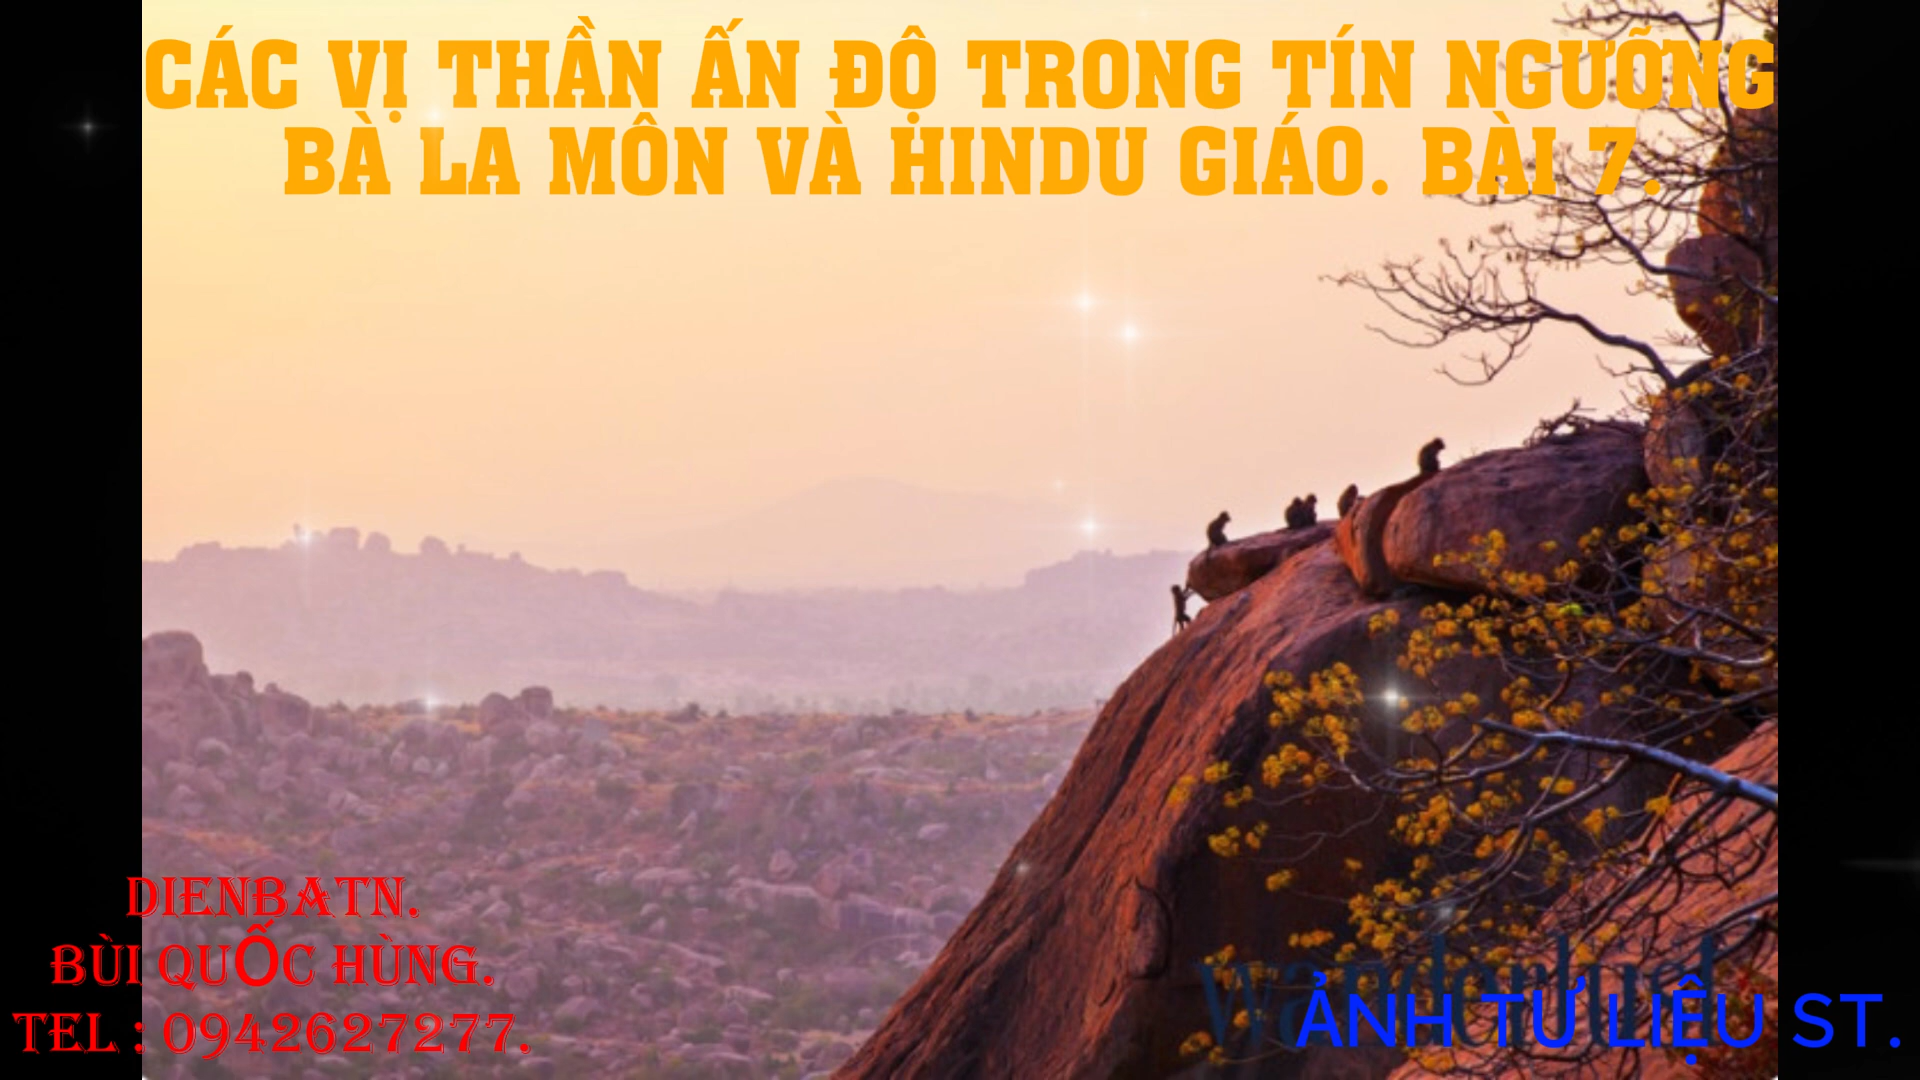 CÁC VỊ THẦN ẤN ĐỘ TRONG TÍN NGƯỠNG
BÀ LA MÔN VÀ HINDU GIÁO. BÀI 7.
DIENBATN.
BÙI QUỐC HÙNG.
TEL : 0942627277.
wanderlust
ẢNH TƯ LIỆU ST.